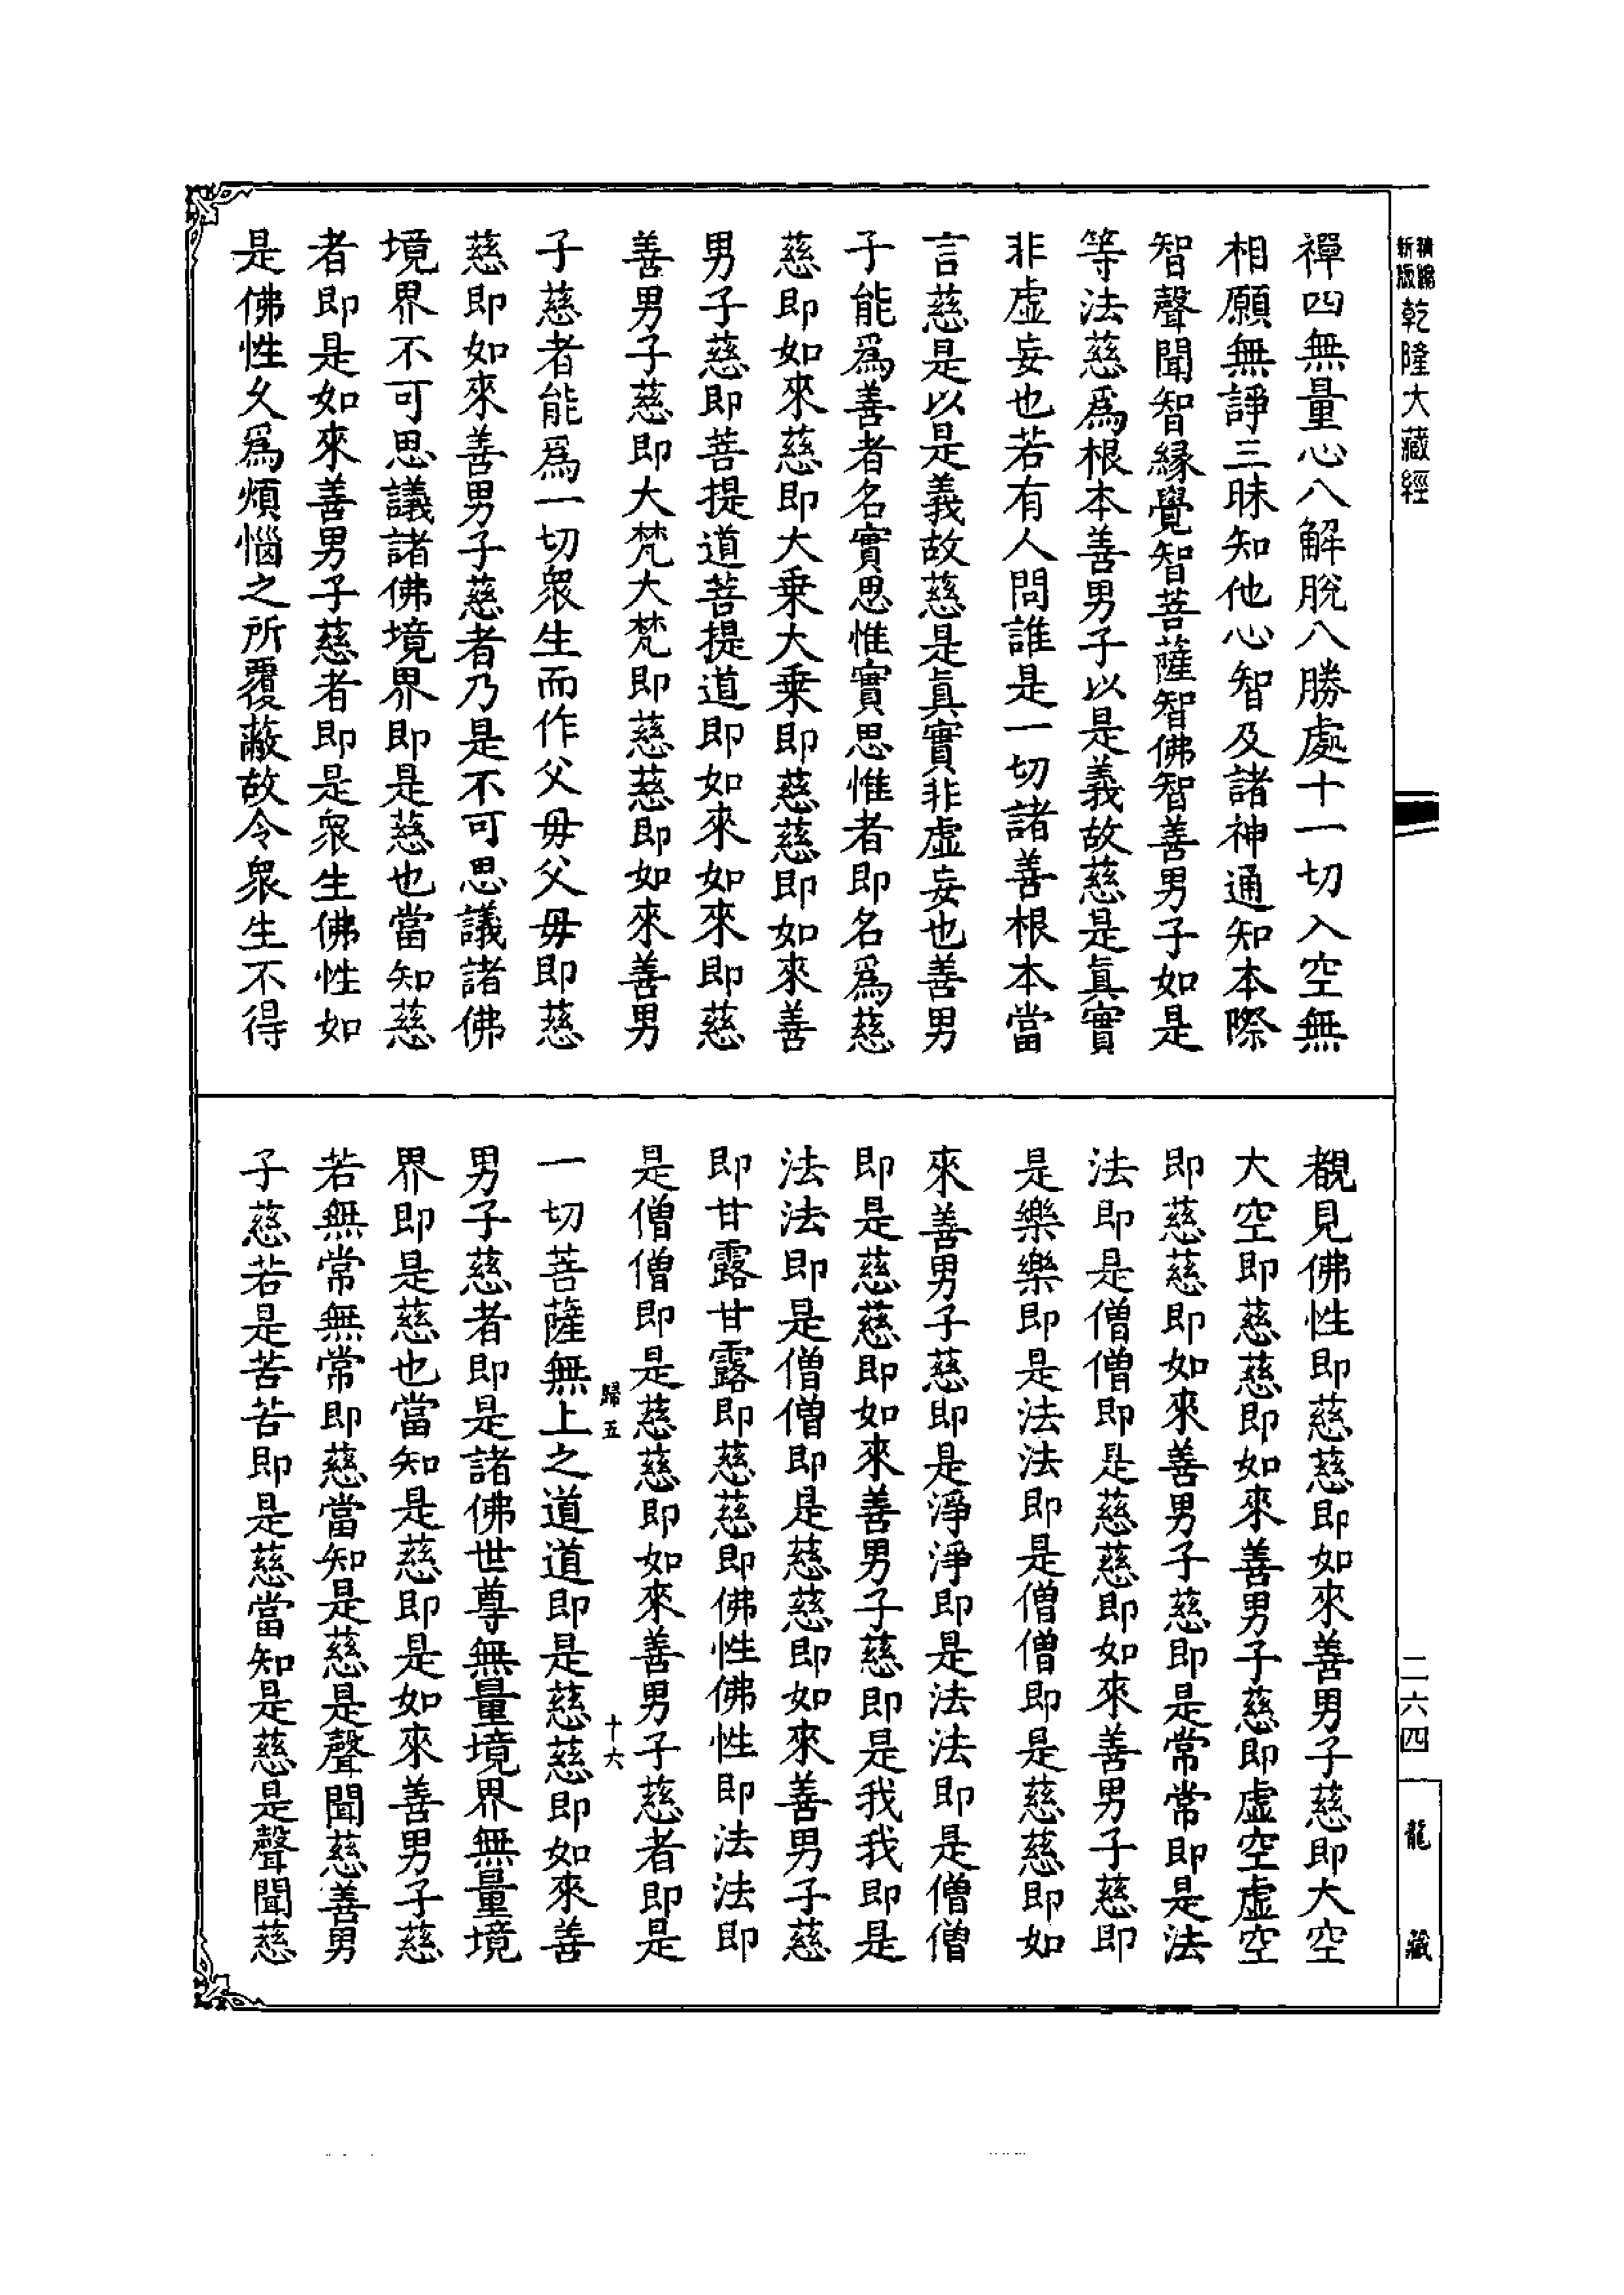 精編
新版
乾隆大藏經
禪四無量心八解脫八勝處十一切入空無
相願無諍三昧知他心智及諸神通知本際
智聲聞智緣覺智菩薩智佛智善男子如是
等法慈爲根本善男子以是義故慈是眞實
非虛妄也若有人問誰是一切諸善根本當
言慈是以是義故慈是眞實非虛妄也善男
子能爲善者名實思惟實思惟者即名爲慈
慈即如來慈即大乗大乗即慈慈即如來善
男子慈即菩提道菩提道即如來如來即慈
善男子慈即大梵大梵即慈慈即如來善男
子慈者能爲一切衆生而作父毋父毋即慈
慈即如來善男子慈者乃是不可思議諸佛
境界不可思議諸佛境界即是慈也當知慈
者即是如來善男子慈者即是衆生佛性如
是佛性久爲煩惱之所覆蔽故令衆生不得
覩見佛性即慈慈即如來善男子慈即大空
大空即慈慈即如來善男子慈即虛空虛空
即慈慈即如來善男子慈即是常常即是法
法即是僧僧即是慈慈即如來善男子慈即
是樂樂即是法法即是僧僧即是慈慈即如
來善男子慈即是淨淨即是法法即是僧僧
即是慈慈即如來善男子慈即是我我即是
法法即是僧僧即是慈慈即如來善男子慈
即甘露甘露即慈慈即佛性佛性即法法即
是僧僧即是慈慈即如來善男子慈者即是
歸五
十六
一切菩薩無上之道道即是慈慈即如來善
男子慈者即是諸佛世尊無量境界無量境
界即是慈也當知是慈即是如來善男子慈
若無常無常即慈當知是慈是聲聞慈善男
子慈若是苦苦即是慈當知是慈是聲聞慈
二六四
龍藏